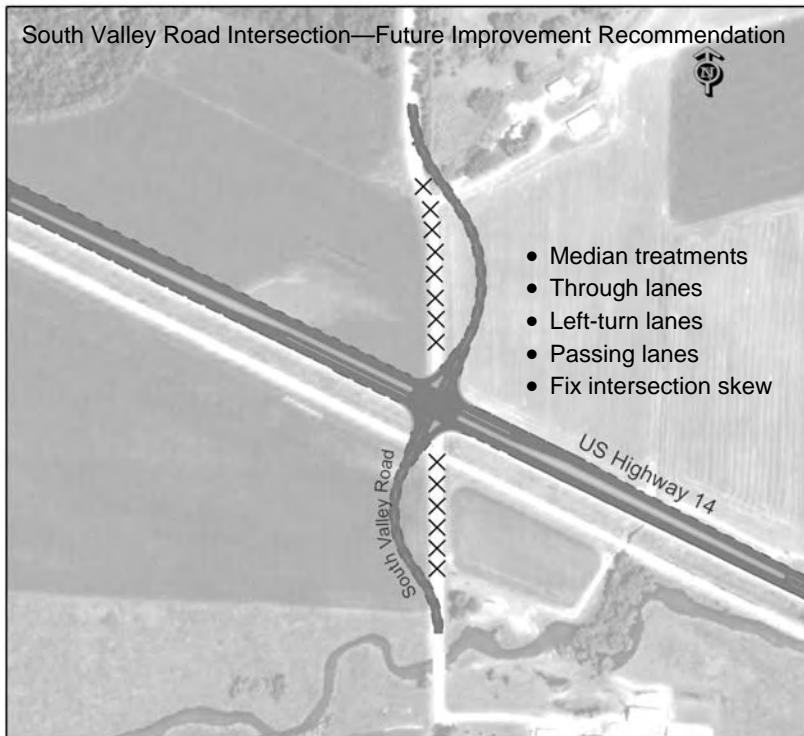 South Valley Road Intersection—Future Improvement Recommendation
N
• Median treatments
• Through lanes
• Left-turn lanes
• Passing lanes
• Fix intersection skew
US Highway 14
South Valley Road